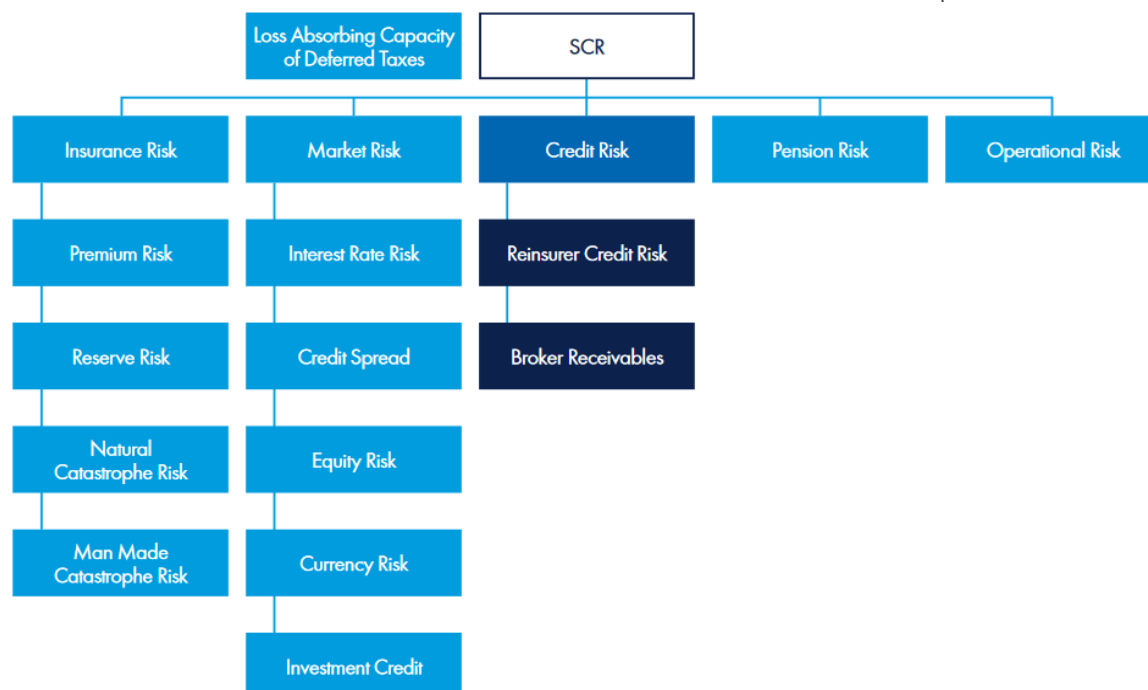 Loss Absorbing Capacity
of Deferred Taxes
SCR
Insurance Risk
Market Risk
Credit Risk
Pension Risk
Operational Risk
Premium Risk
Interest Rate Risk
Reinsurer Credit Risk
Reserve Risk
Credit Spread
Broker Receivables
Natural
Catastrophe Risk
Equity Risk
Man Made
Catastrophe Risk
Currency Risk
Investment Credit